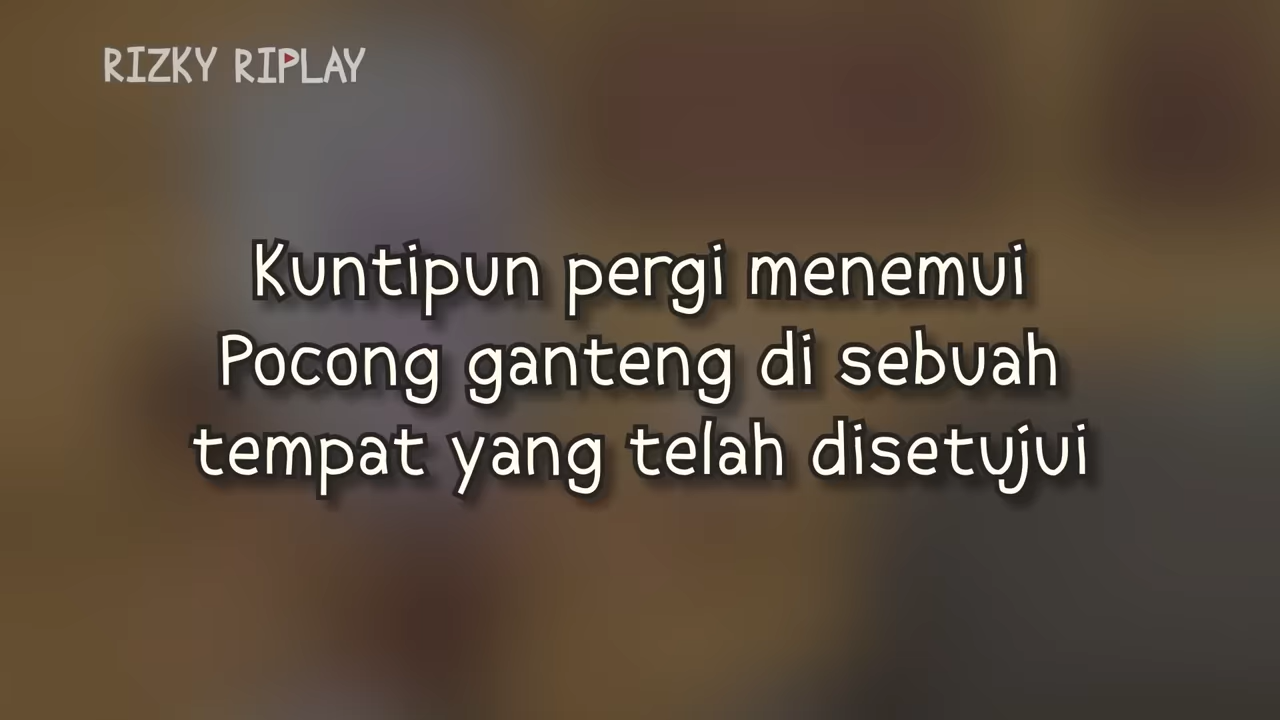 RIZKY RIPLAY
Kuntipun pergi menemui
Pocong ganteng di sebuah
tempat yang telah disetujui